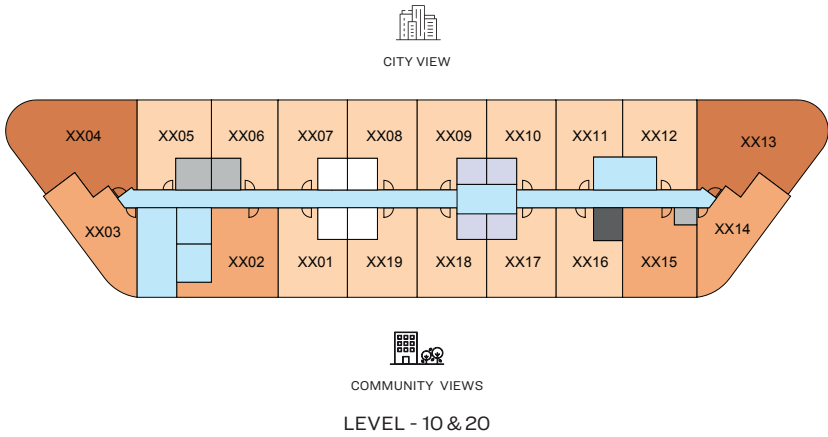 CITY VIEW
XX04 XX05 XX06 XX07 XX08 XX09 XX10 XX11 XX12 XX13
XX03 XX02 XX01 XX19 XX18 XX17 XX16 XX15 XX14
COMMUNITY VIEWS
LEVEL - 10 & 20